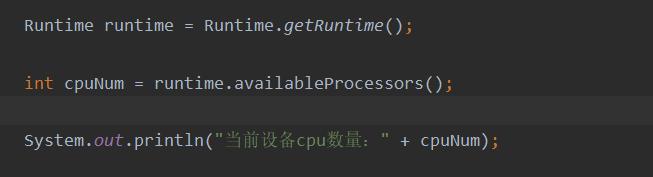 Runtime runtime = Runtime.getRuntime();
int cpuNum = runtime.availableProcessors();
System.out.println("当前设备cpu数量：" + cpuNum);